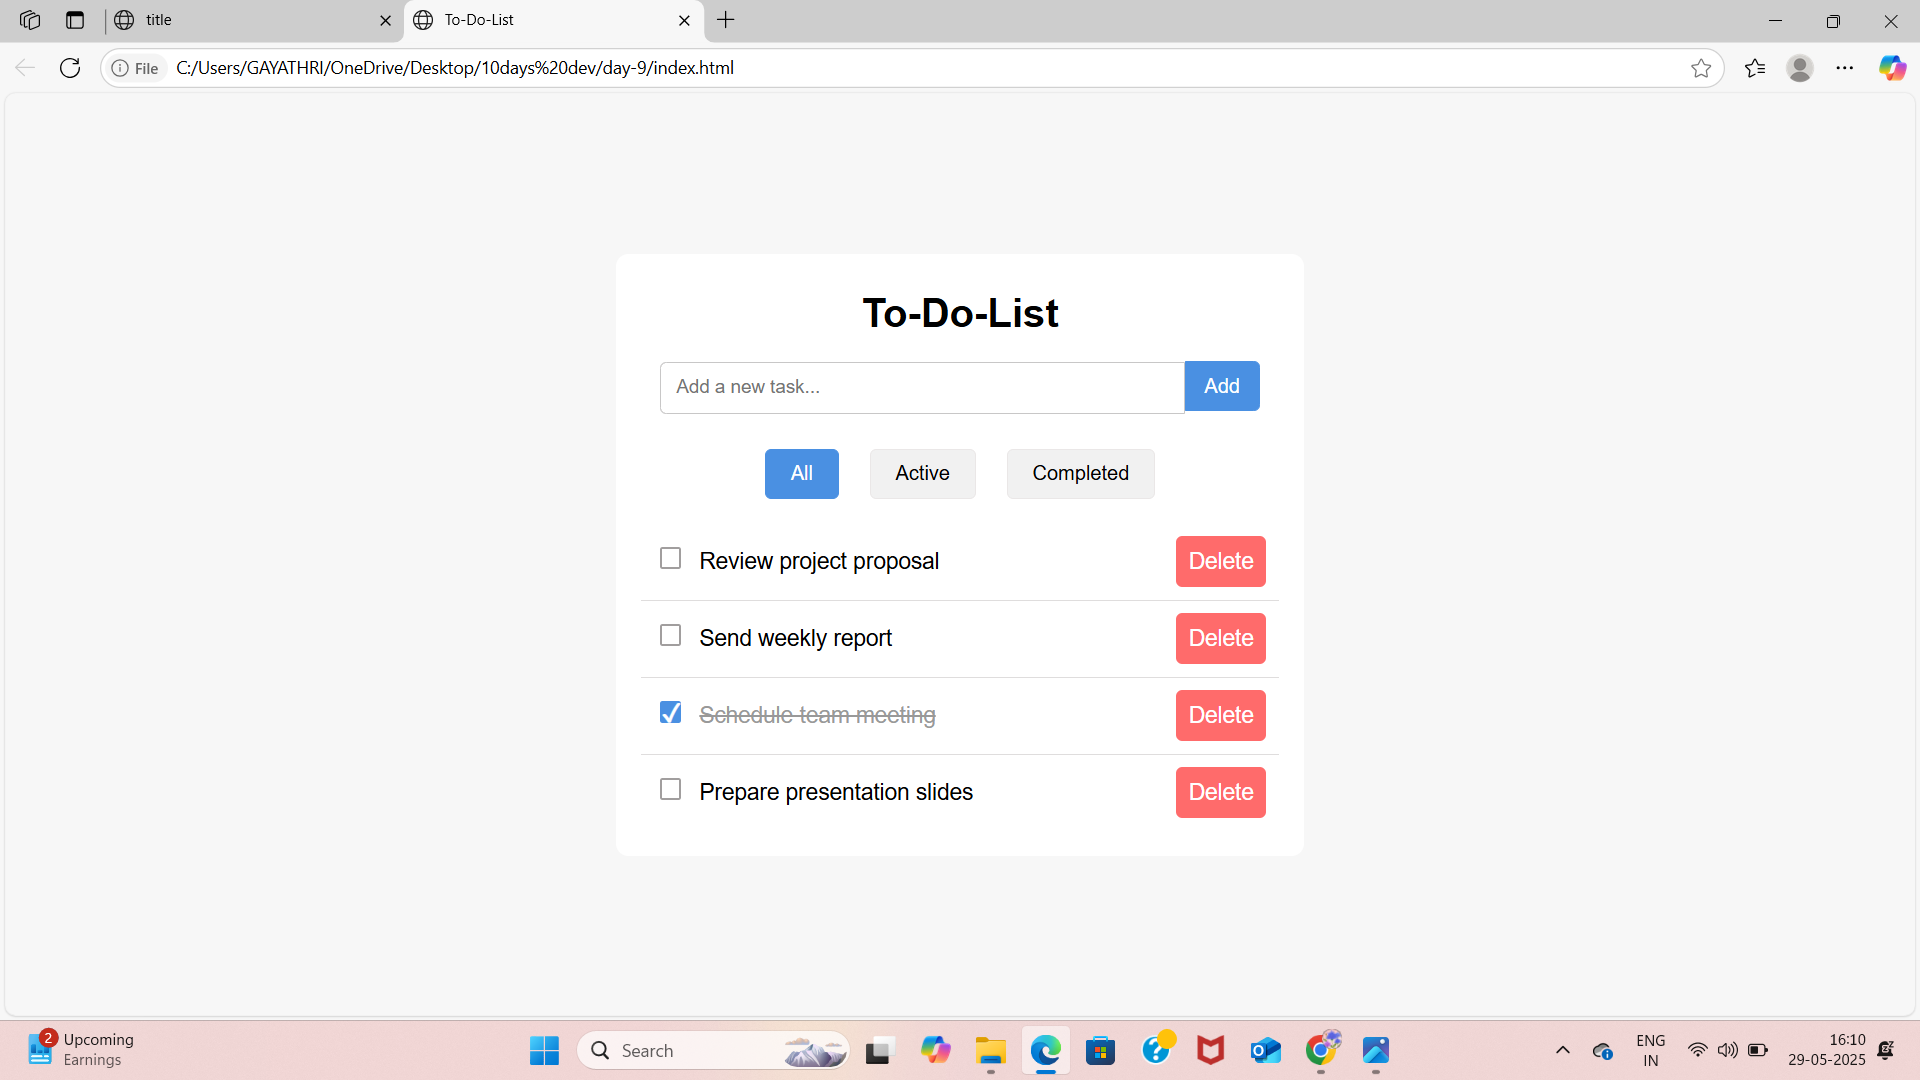 title
To-Do-List
File
C:/Users/GAYATHRI/OneDrive/Desktop/10days%20dev/day-9/index.html
To-Do-List
Add a new task...
Add
All
Active
Completed
Review project proposal
Delete
Send weekly report
Delete
Schedule team meeting
Delete
Prepare presentation slides
Delete
2
Upcoming
Earnings
Search
ENG
IN
16:10
29-05-2025